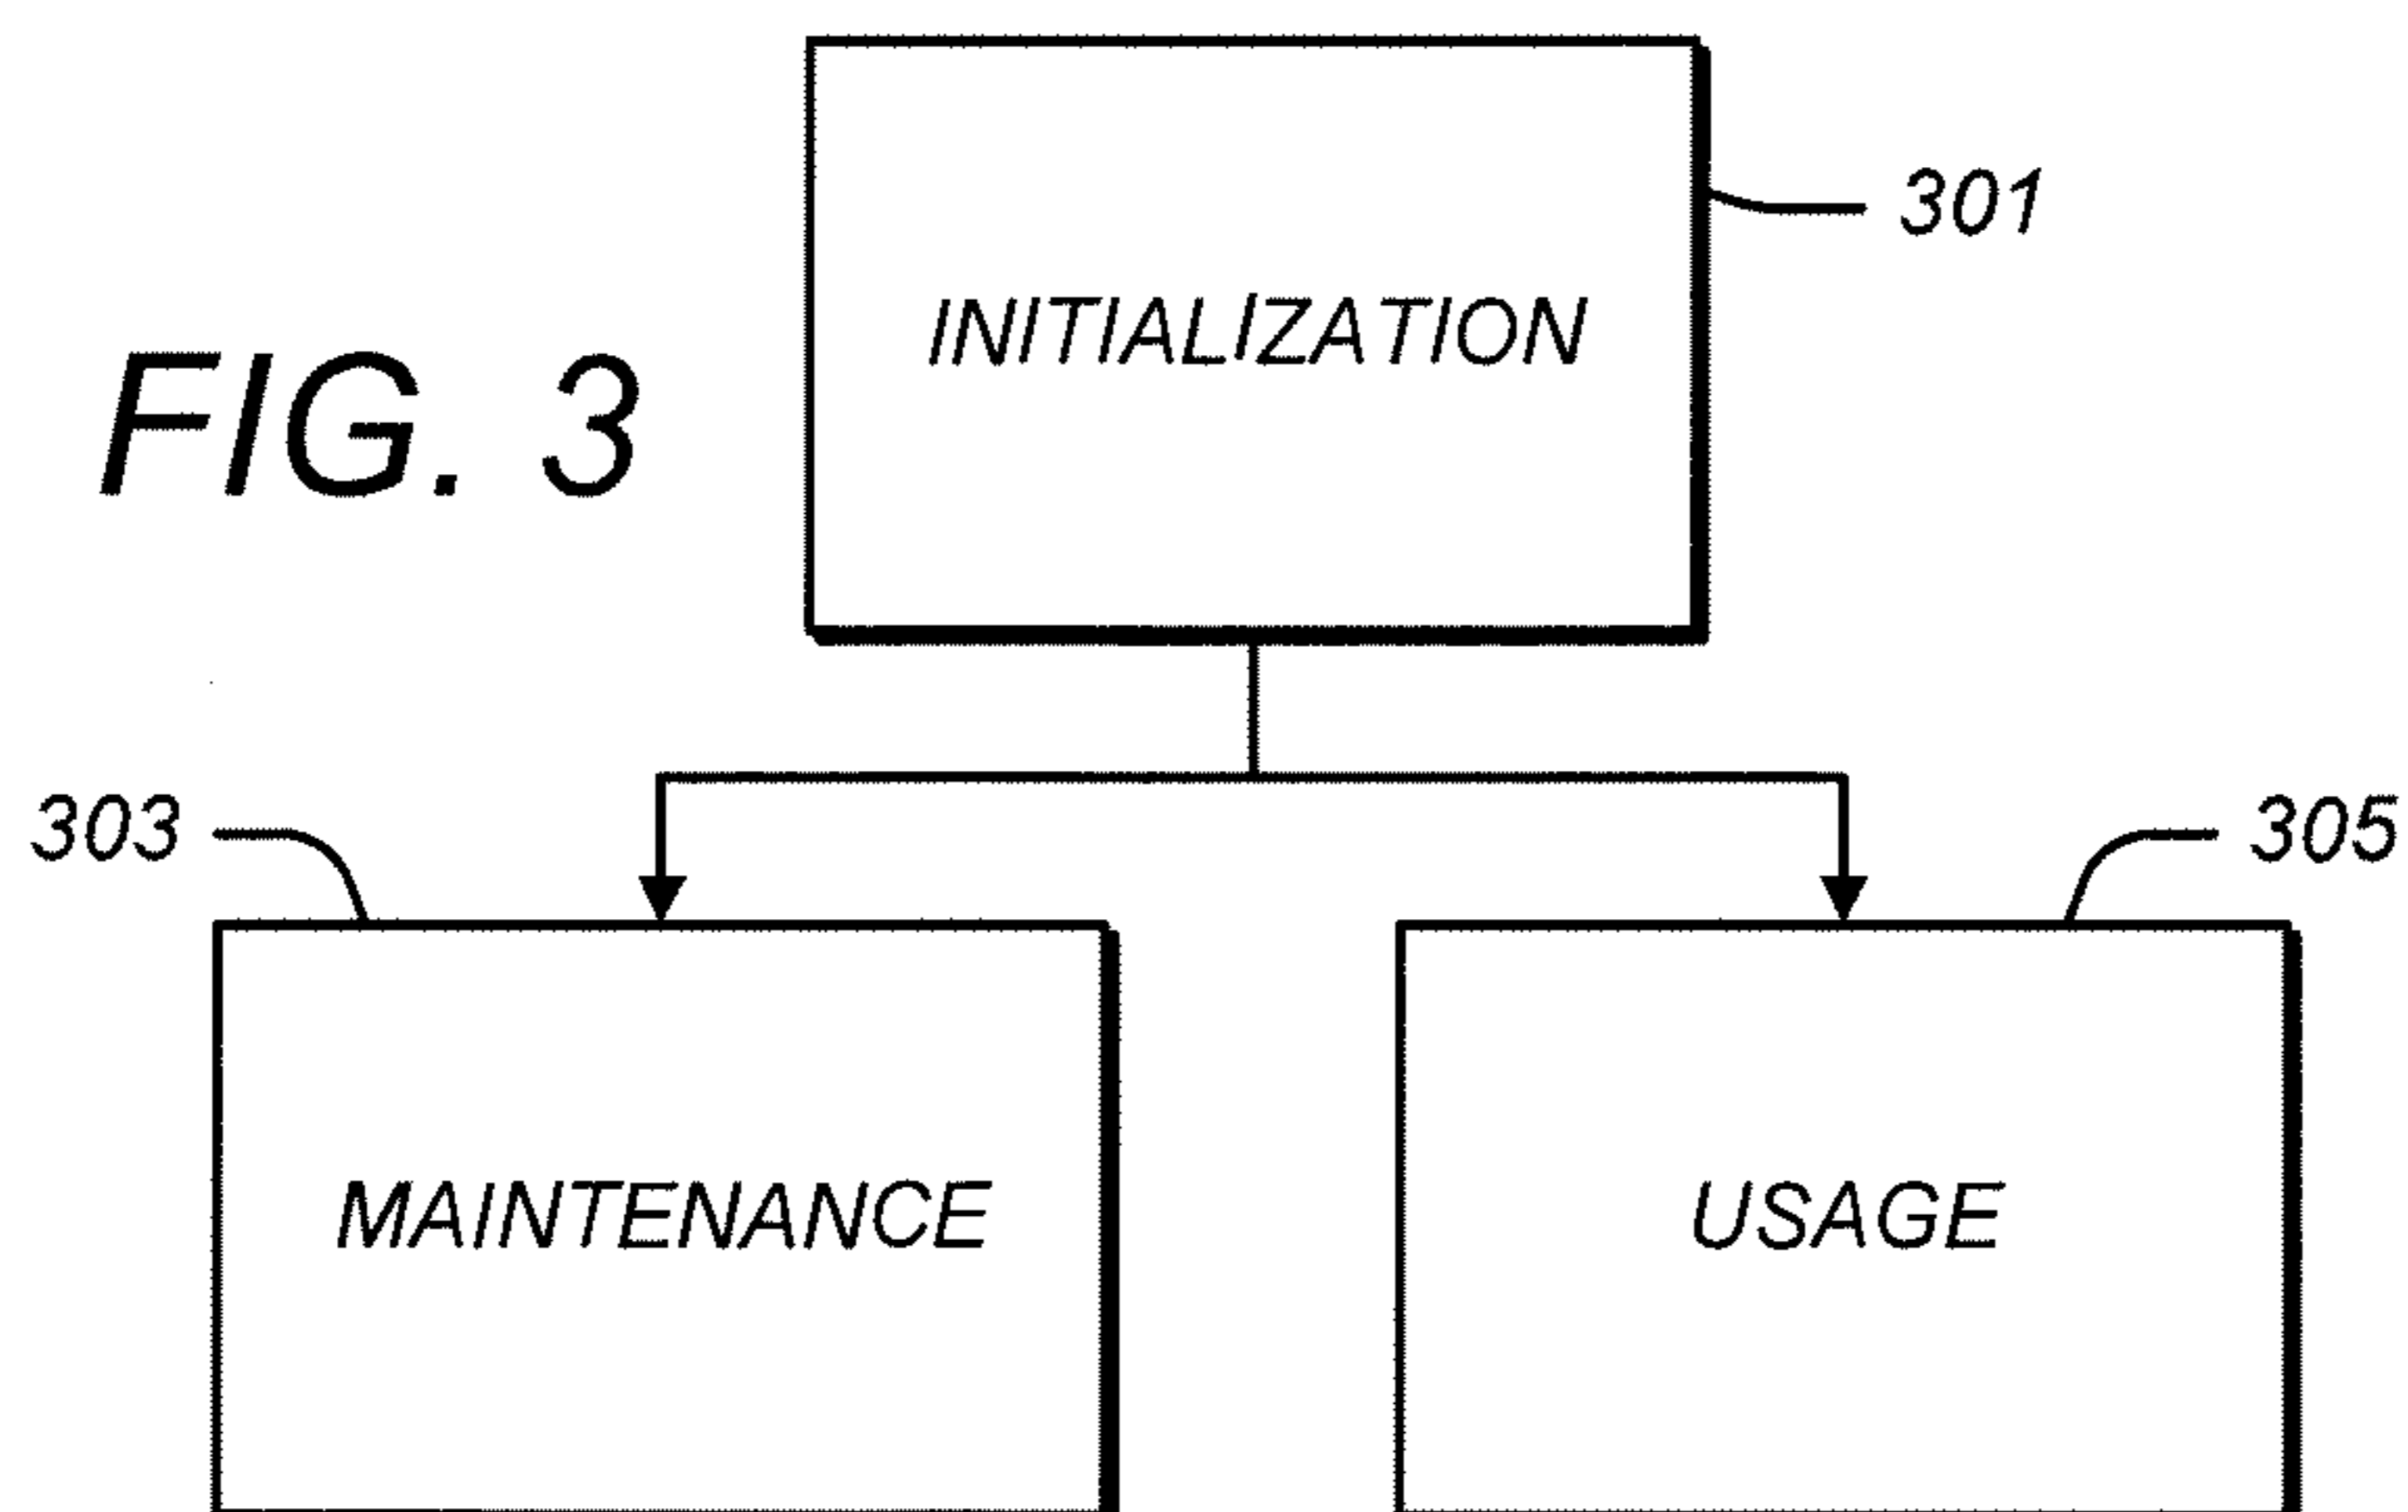 301
INITIALIZATION
FIG. 3
303
305
MAINTENANCE
USAGE